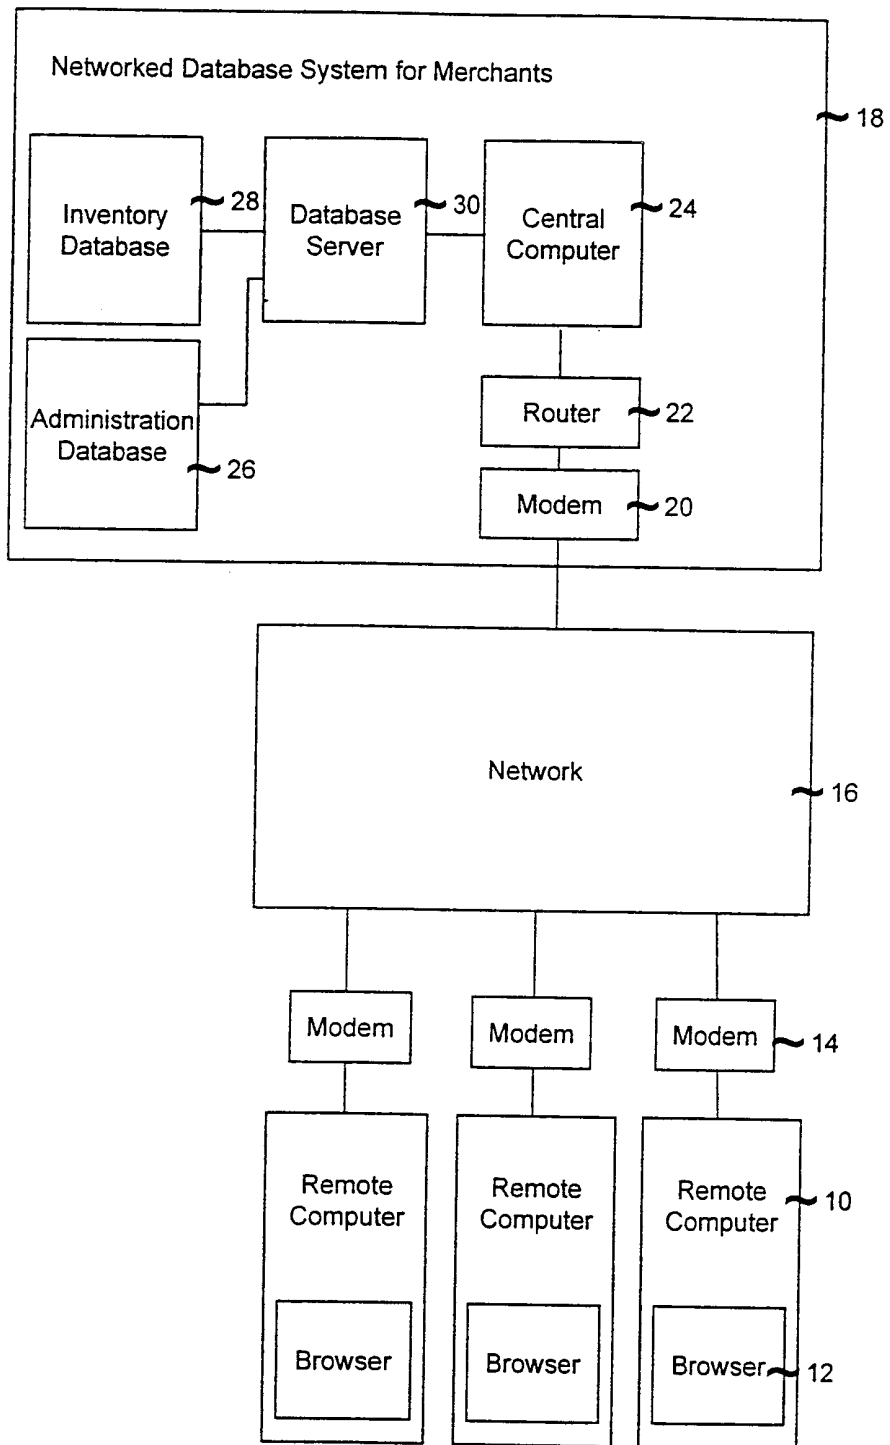 Networked Database System for Merchants
18
Inventory
Database
28
Database
Server
30
Central
Computer
24
Administration
Database
26
Router
22
Modem
20
Network
16
Modem
Modem
Modem
14
Remote
Computer
Remote
Computer
Remote
Computer
10
Browser
Browser
Browser
12